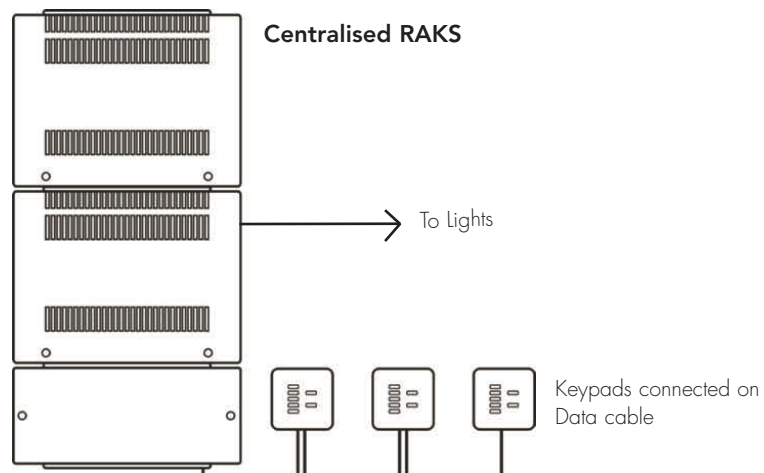 Centralised RAKS
To Lights
Keypads connected on
Data cable